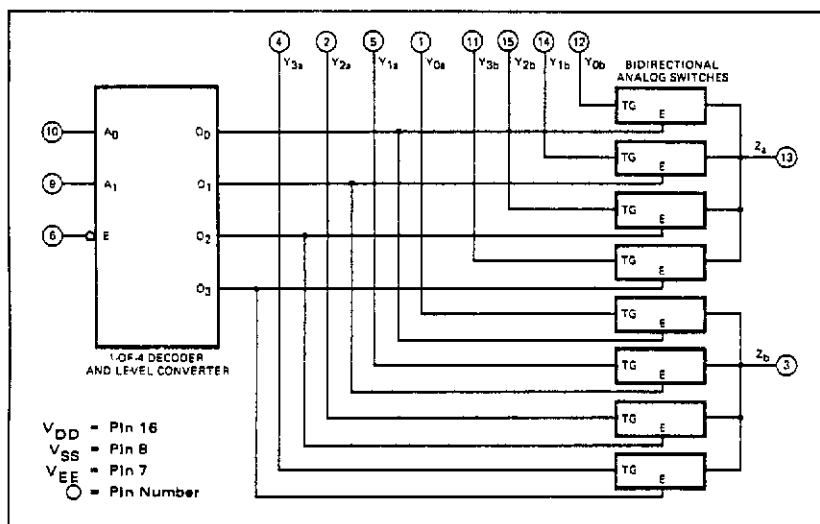 4 2 5 1 11 15 14 12
Y3a Y2a Y1a Y0a Y3b Y2b Y1b Y0b
BIDIRECTIONAL
ANALOG SWITCHES
TG E
10 A0 O0
TG E Za 13
9 A1 O1
TG E
6 E O2
TG E
O3
TG E
1-OF-4 DECODER
AND LEVEL CONVERTER
TG E Zb 3
TG E
TG E
VDD = Pin 16
VSS = Pin 8
VEE = Pin 7
○ = Pin Number